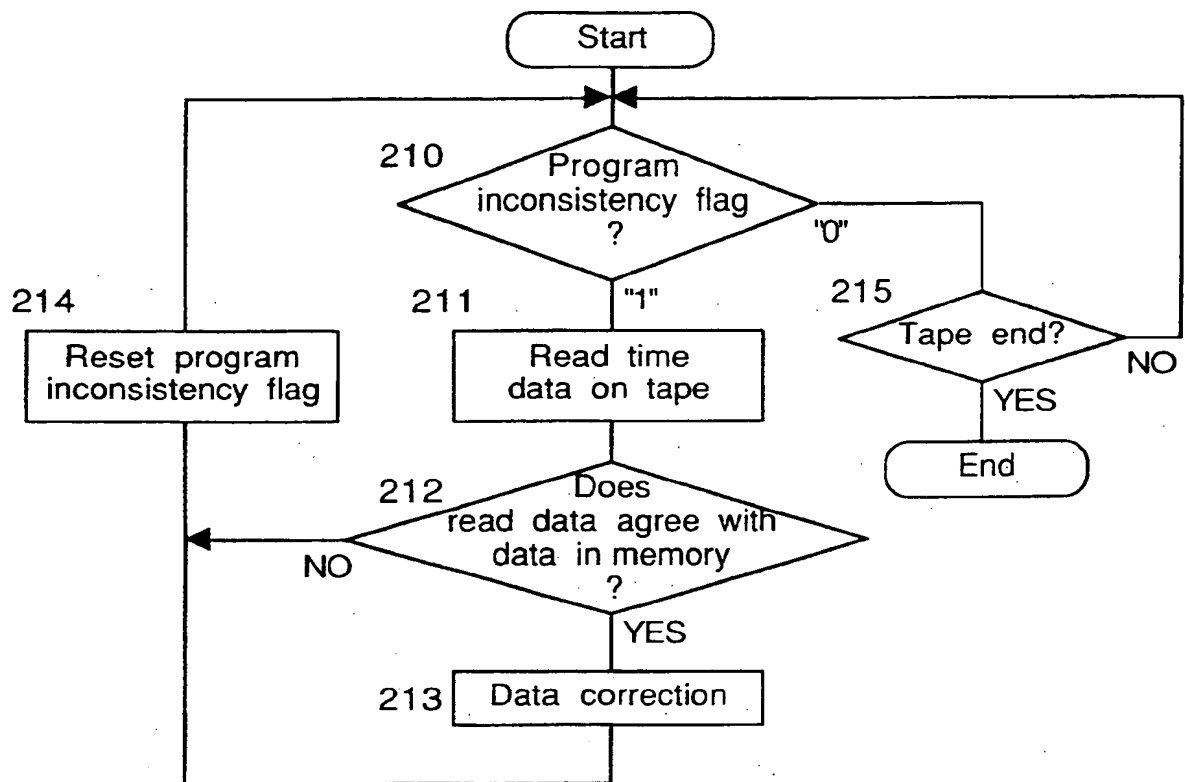 Start
210
Program
inconsistency flag
?
"0"
"1"
214
211
215
Reset program
inconsistency flag
Read time
data on tape
Tape end?
NO
YES
End
212
Does
read data agree with
data in memory
?
NO
YES
213
Data correction